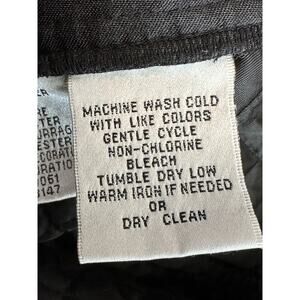 MACHINE WASH COLD
WITH LIKE COLORS
GENTLE CYCLE
NON-CHLORINE
BLEACH
TUMBLE DRY LOW
WARM IRON IF NEEDED
OR
DRY CLEAN